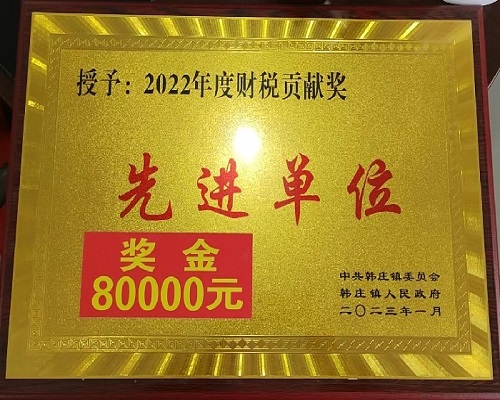 授予：2022年度财税贡献奖
先进单位
奖金
80000元
中共韩庄镇委员会
韩庄镇人民政府
二〇二三年一月